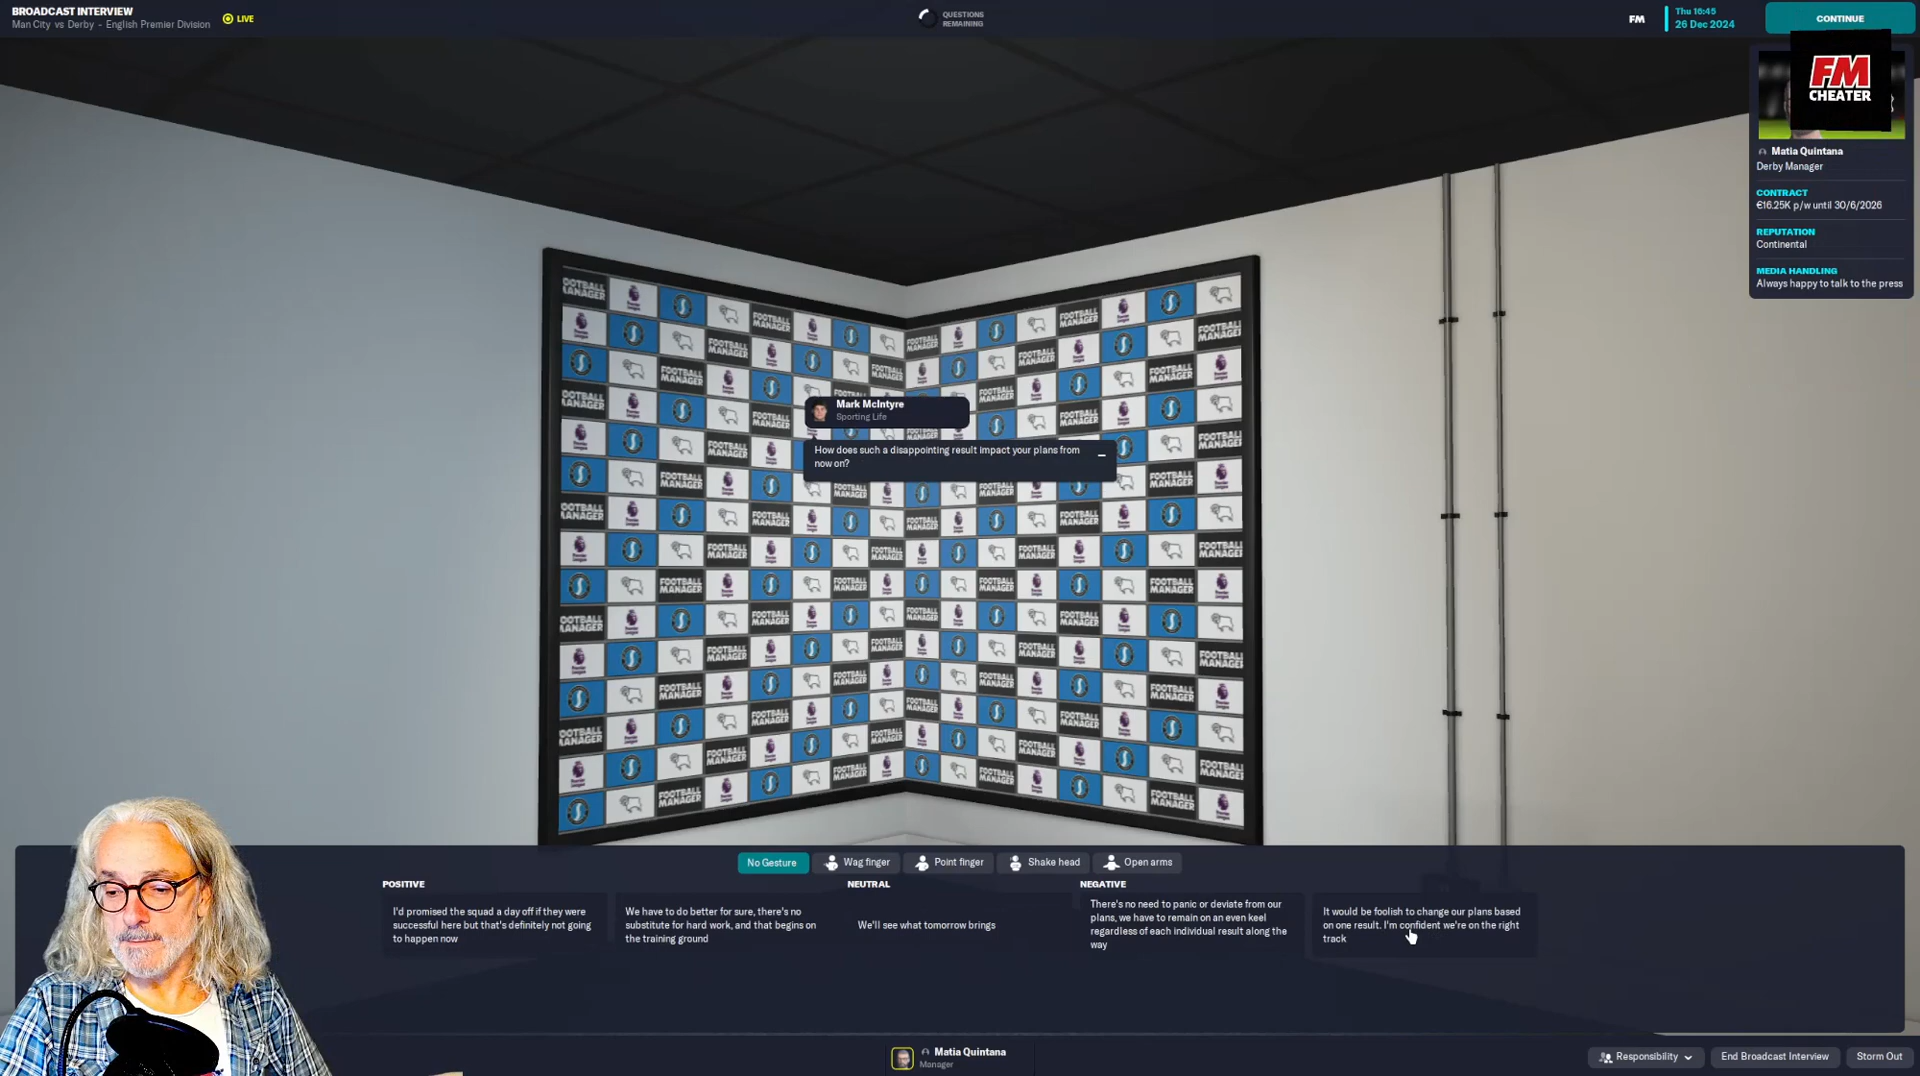 BROADCAST INTERVIEW
Man City vs Derby - English Premier Division
LIVE
QUESTIONS
REMAINING
FM
Thu 16:45
26 Dec 2024
CONTINUE
FM
CHEATER
Matia Quintana
Derby Manager
CONTRACT
€16.25K p/w until 30/6/2026
REPUTATION
Continental
MEDIA HANDLING
Always happy to talk to the press
FOOTBALL
MANAGER
Premier
League
Mark McIntyre
Sporting Life
How does such a disappointing result impact your plans from
now on?
No Gesture
Wag finger
Point finger
Shake head
Open arms
POSITIVE
NEUTRAL
NEGATIVE
I'd promised the squad a day off if they were
successful here but that's definitely not going
to happen now
We have to do better for sure, there's no
substitute for hard work, and that begins on
the training ground
We'll see what tomorrow brings
There's no need to panic or deviate from our
plans, we have to remain on an even keel
regardless of each individual result along the
way
It would be foolish to change our plans based
on one result. I'm confident we're on the right
track
Matia Quintana
Manager
Responsibility
End Broadcast Interview
Storm Out